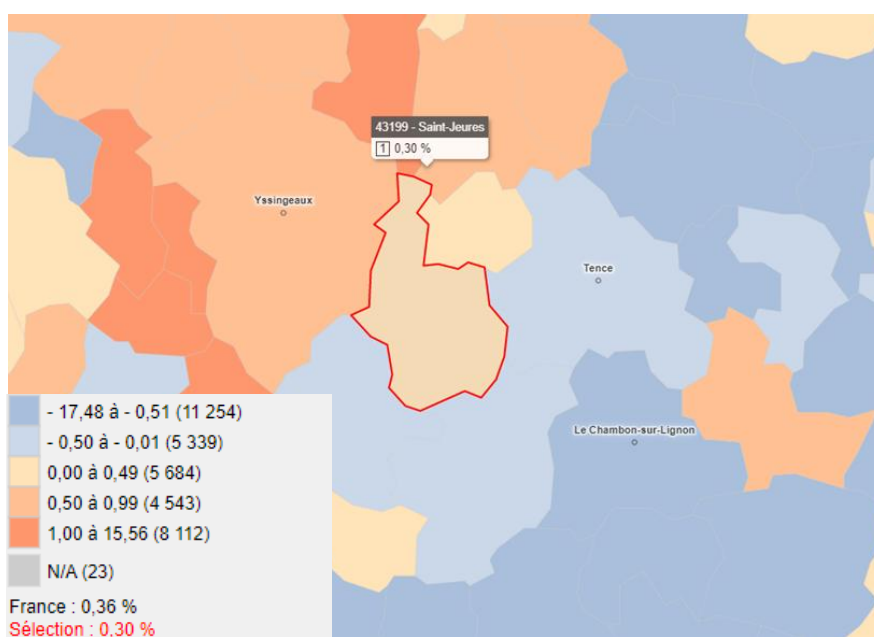 43199 - Saint-Jeures
1 0,30 %
Yssingeaux
Tence
Le Chambon-sur-Lignon
- 17,48 à - 0,51 (11 254)
- 0,50 à - 0,01 (5 339)
0,00 à 0,49 (5 684)
0,50 à 0,99 (4 543)
1,00 à 15,56 (8 112)
N/A (23)
France : 0,36 %
Sélection : 0,30 %